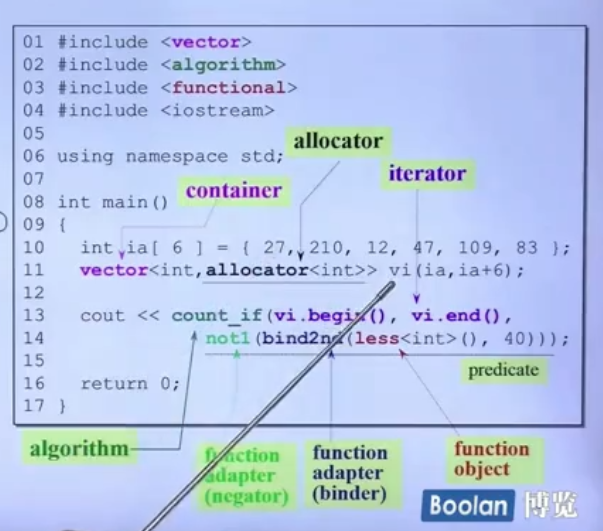 01 #include <vector>
02 #include <algorithm>
03 #include <functional>
04 #include <iostream>
05
allocator
06 using namespace std;
iterator
07
container
08 int main()
09 {
10 int ia[ 6 ] = { 27, 210, 12, 47, 109, 83 };
11 vector<int,allocator<int>> vi(ia,ia+6);
12
13 cout << count_if(vi.begin(), vi.end(),
14 not1(bind2nd(less<int>(), 40)));
15
predicate
16 return 0;
17 }
algorithm
function
adapter
(negator)
function
adapter
(binder)
function
object
Boolan 博览